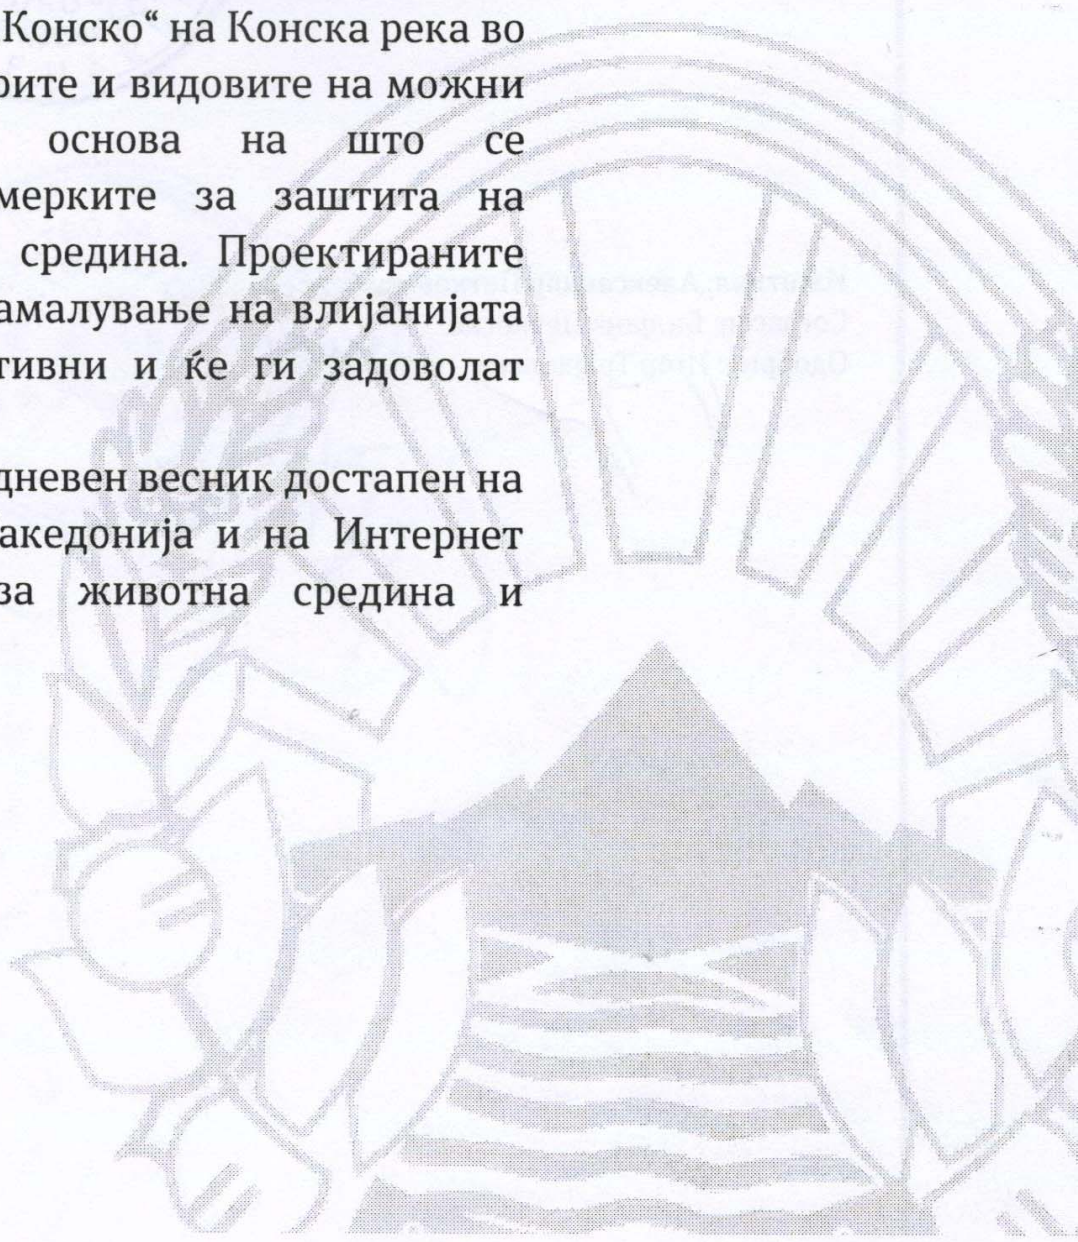 Конско“ на Конска река во
рите и видовите на можни
основа на што се
мерките за заштита на
средина. Проектираните
амалување на влијанијата
тивни и ќе ги задоволат
дневен весник достапен на
акедонија и на Интернет
за животна средина и